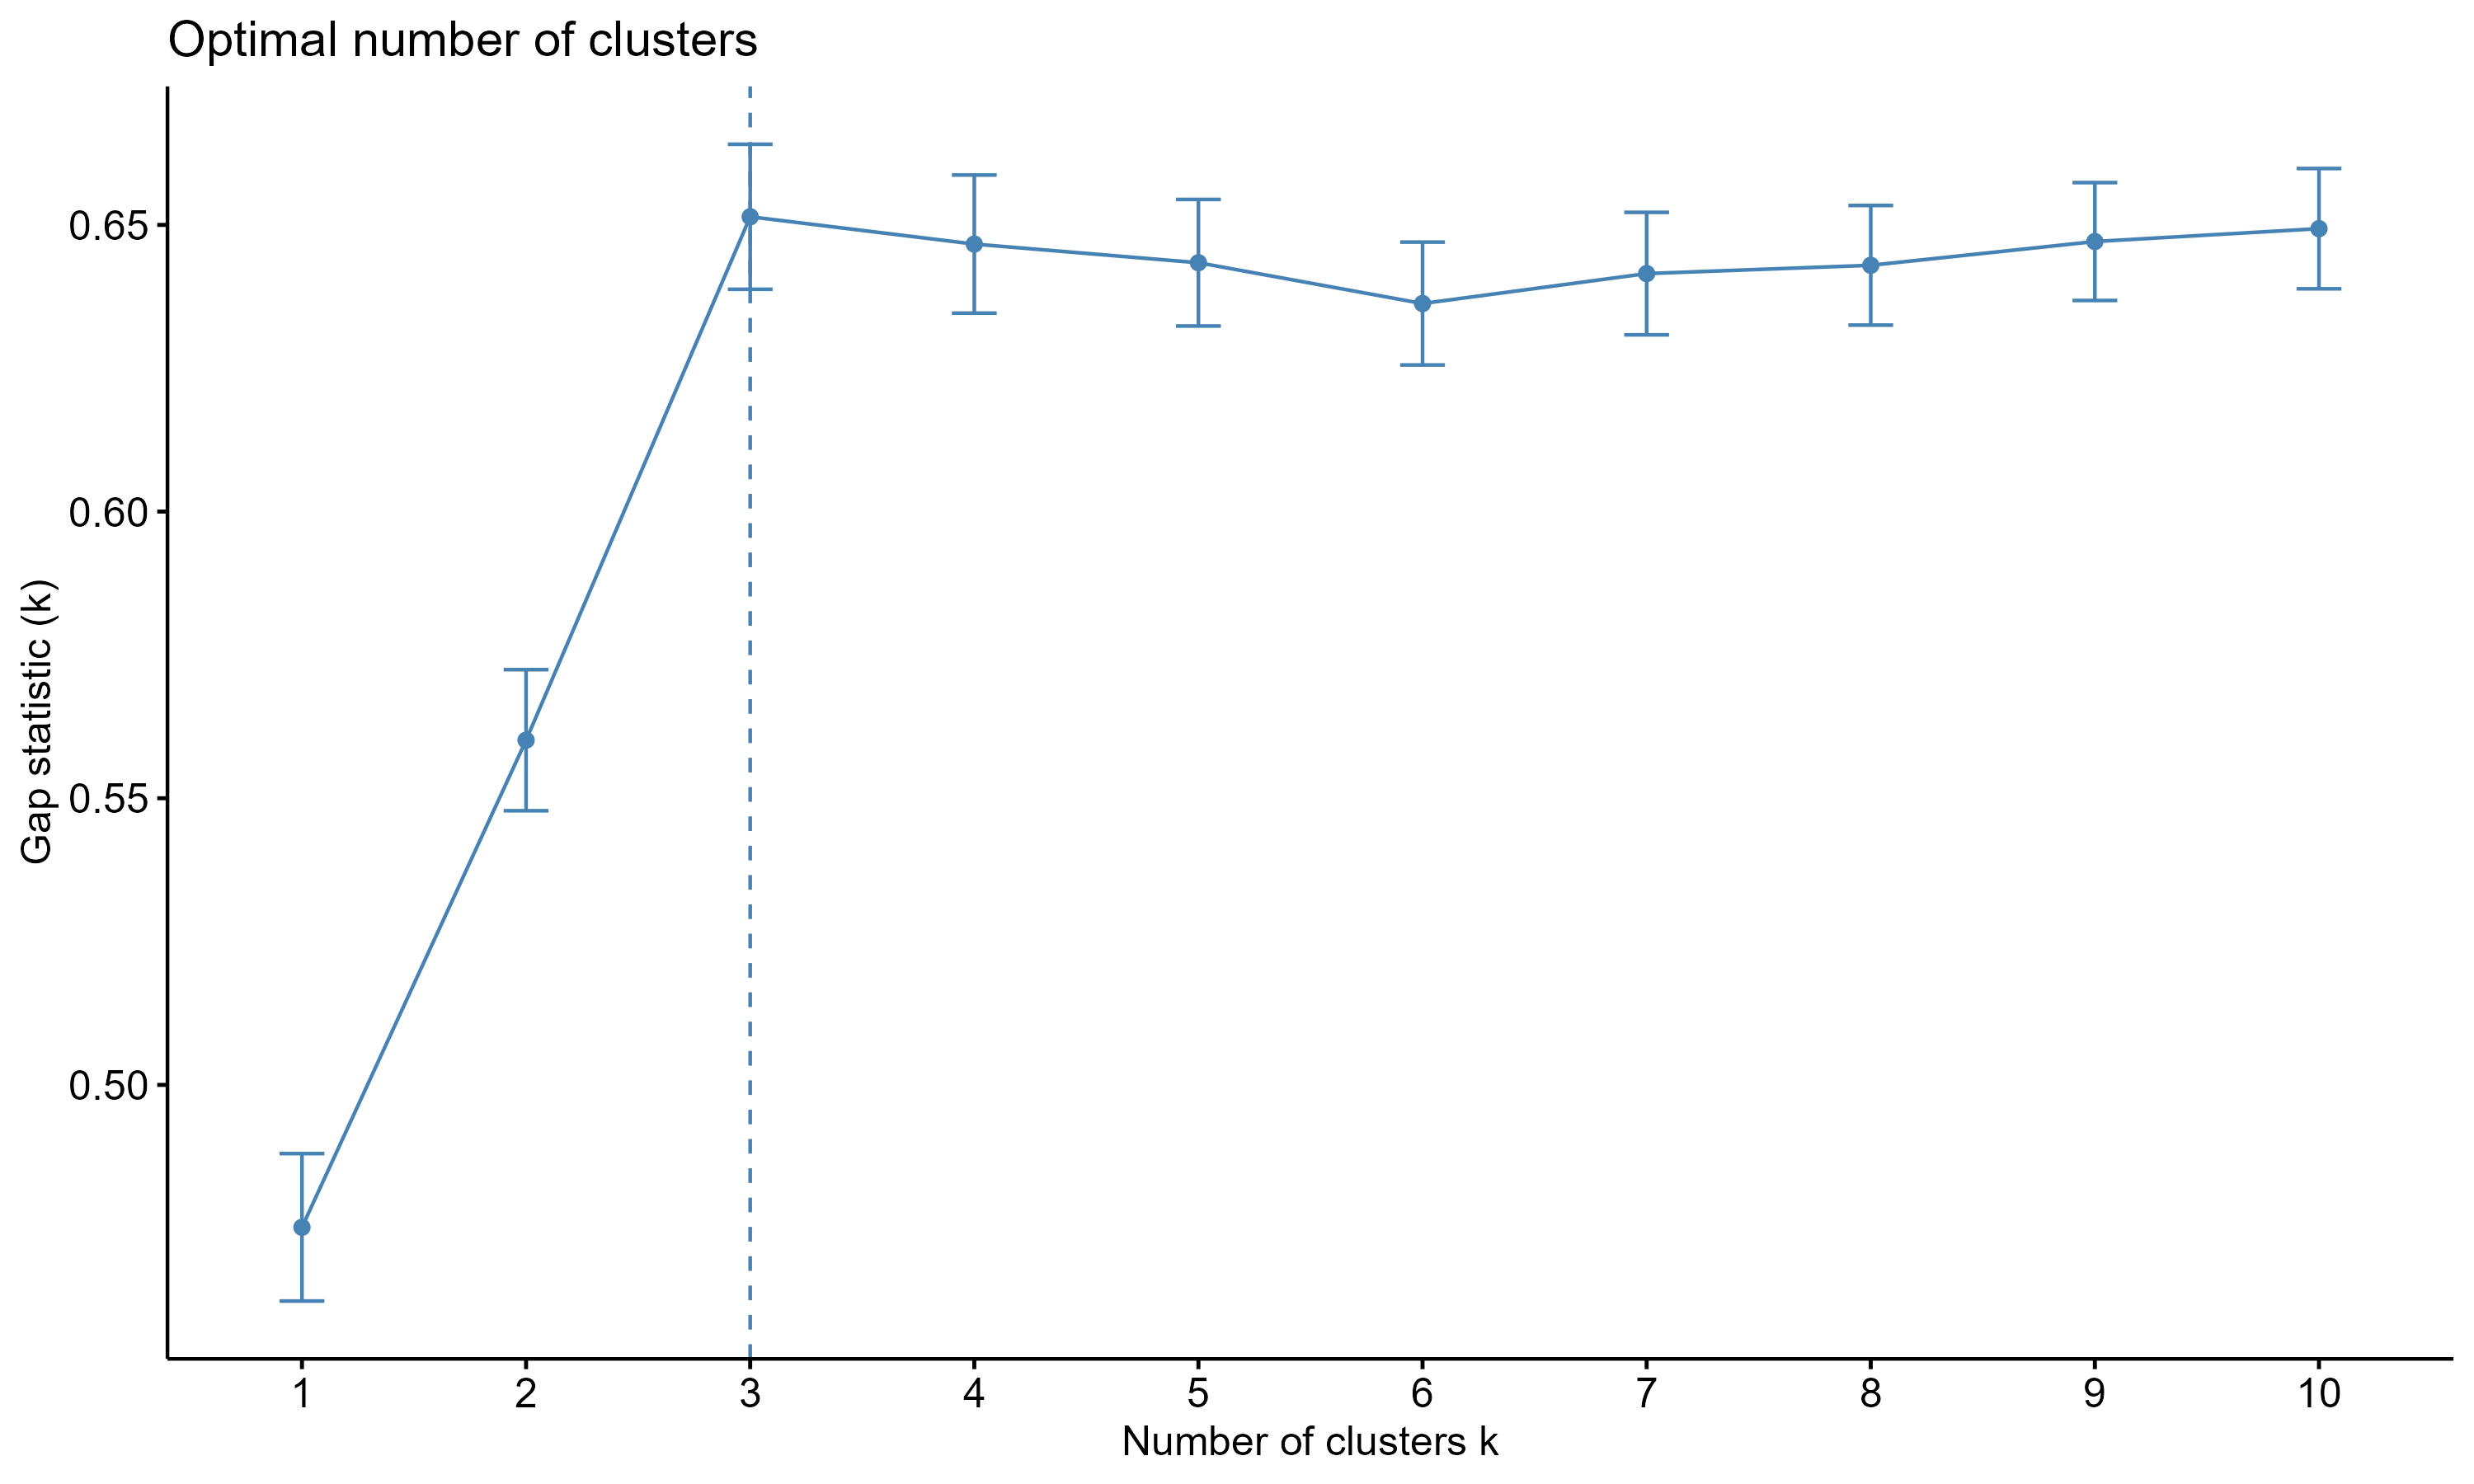 Optimal number of clusters
Gap statistic (k)
0.65
0.60
0.55
0.50
1 2 3 4 5 6 7 8 9 10
Number of clusters k